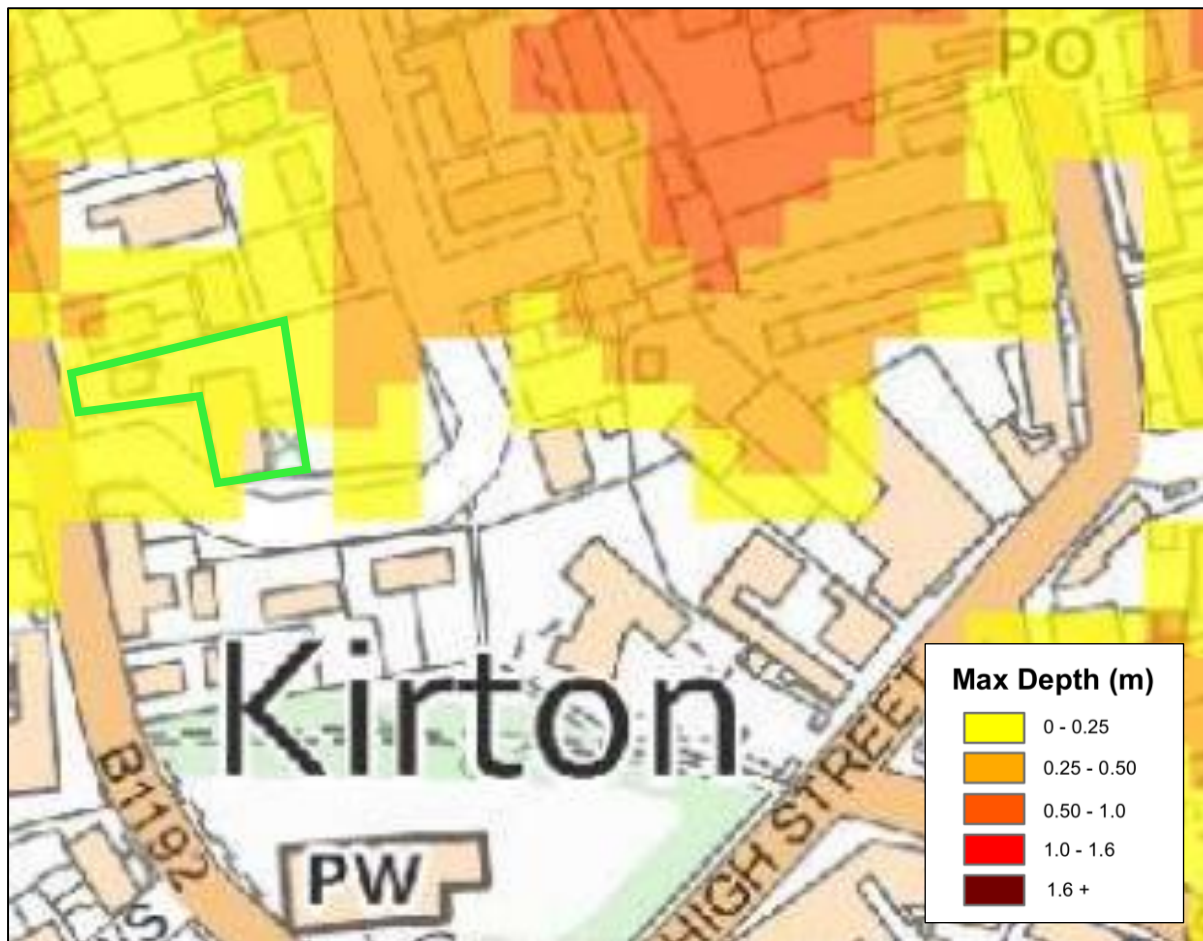 PO
Kirton
B1192
PW
HIGH STREET
Max Depth (m)
0 - 0.25
0.25 - 0.50
0.50 - 1.0
1.0 - 1.6
1.6 +